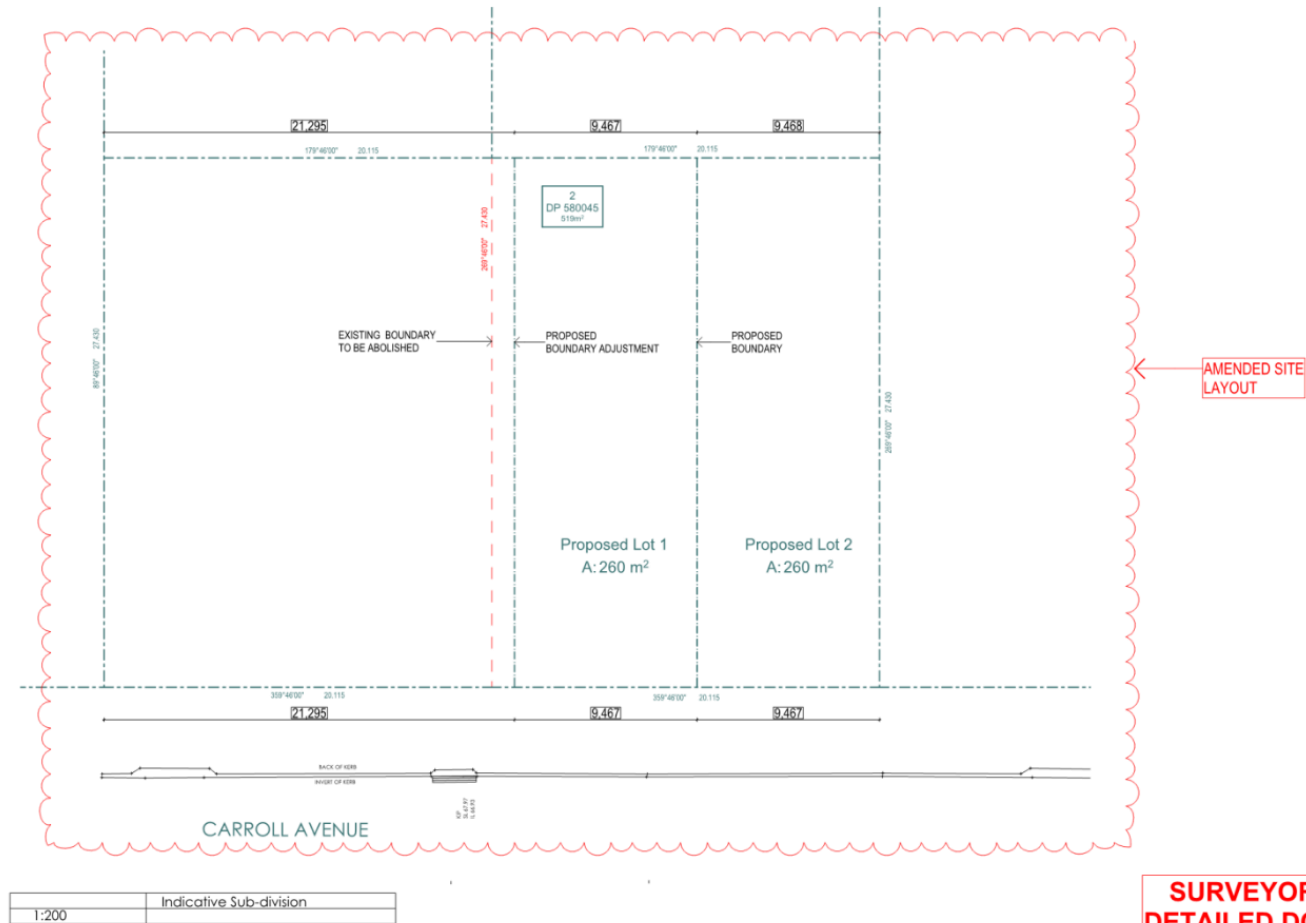 21,295
9,467
9,468
179°46'00" 20.115
179°46'00" 20.115
2
DP 580045
519m²
269°46'00" 27.430
89°46'00" 27.430
EXISTING BOUNDARY
TO BE ABOLISHED
PROPOSED
BOUNDARY ADJUSTMENT
PROPOSED
BOUNDARY
AMENDED SITE
LAYOUT
269°46'00" 27.430
Proposed Lot 1
A: 260 m²
Proposed Lot 2
A: 260 m²
359°46'00" 20.115
359°46'00" 20.115
21,295
9,467
9,467
BACK OF KERB
INVERT OF KERB
CARROLL AVENUE
Indicative Sub-division
1:200
SURVEYOR